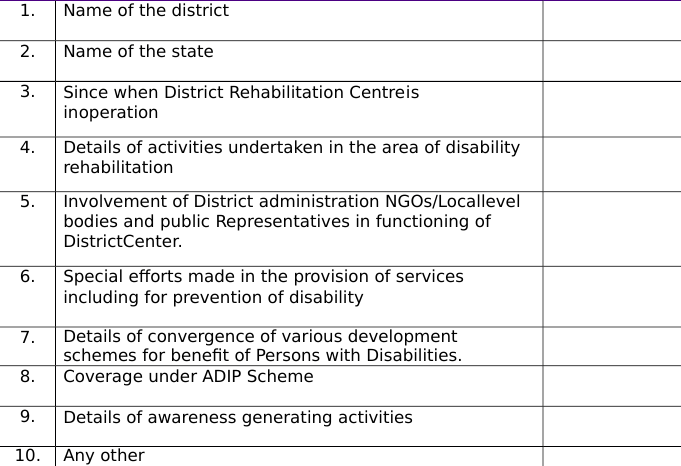 1. Name of the district
2. Name of the state
3. Since when District Rehabilitation Centreis
inoperation
4. Details of activities undertaken in the area of disability
rehabilitation
5. Involvement of District administration NGOs/Locallevel
bodies and public Representatives in functioning of
DistrictCenter.
6. Special efforts made in the provision of services
including for prevention of disability
7. Details of convergence of various development
schemes for benefit of Persons with Disabilities.
8. Coverage under ADIP Scheme
9. Details of awareness generating activities
10. Any other